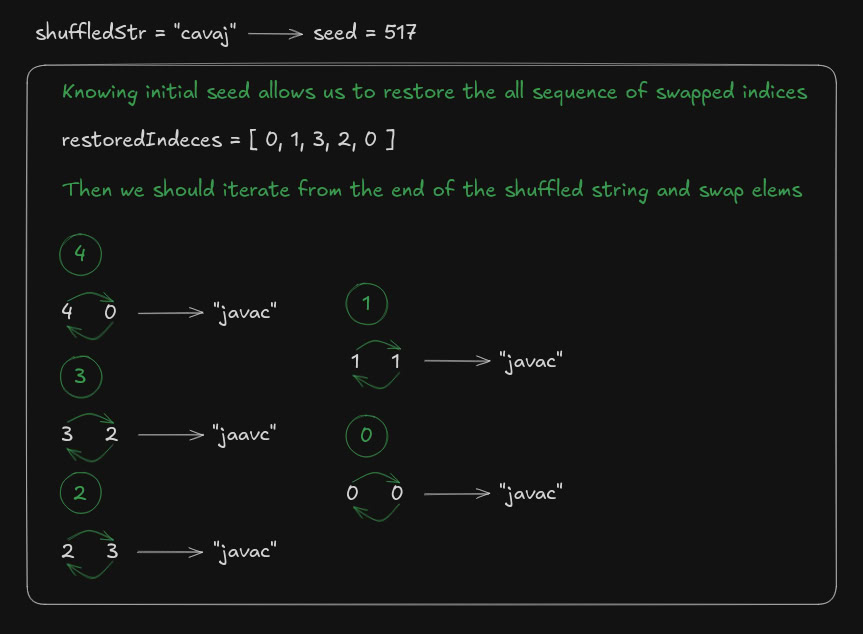 shuffledStr = "cavaj" ⟶ seed = 517
Knowing initial seed allows us to restore the all sequence of swapped indices
restoredIndeces = [ 0, 1, 3, 2, 0 ]
Then we should iterate from the end of the shuffled string and swap elems
4
4 0 ⟶ "javac"
3
3 2 ⟶ "jaavc"
2
2 3 ⟶ "javac"
1
1 1 ⟶ "javac"
0
0 0 ⟶ "javac"